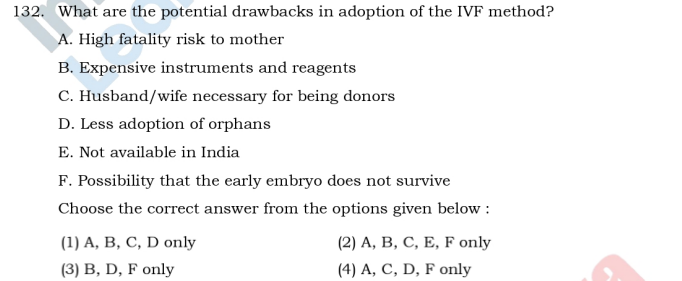 132. What are the potential drawbacks in adoption of the IVF method?
A. High fatality risk to mother
B. Expensive instruments and reagents
C. Husband/wife necessary for being donors
D. Less adoption of orphans
E. Not available in India
F. Possibility that the early embryo does not survive
Choose the correct answer from the options given below :
(1) A, B, C, D only (2) A, B, C, E, F only
(3) B, D, F only (4) A, C, D, F only